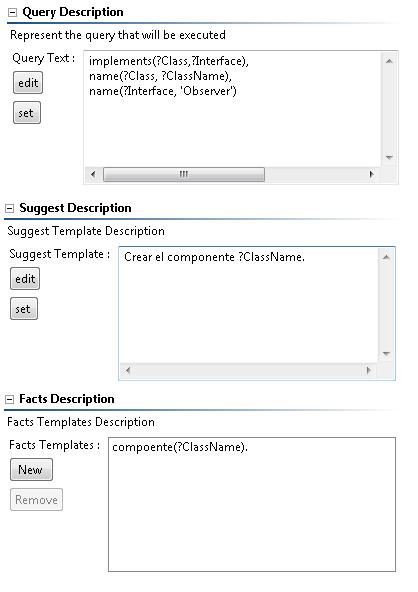 Query Description
Represent the query that will be executed
Query Text :
implements(?Class,?Interface),
name(?Class, ?ClassName),
name(?Interface, 'Observer')
edit
set
Suggest Description
Suggest Template Description
Suggest Template :
Crear el componente ?ClassName.
edit
set
Facts Description
Facts Templates Description
Facts Templates :
compoente(?ClassName).
New
Remove